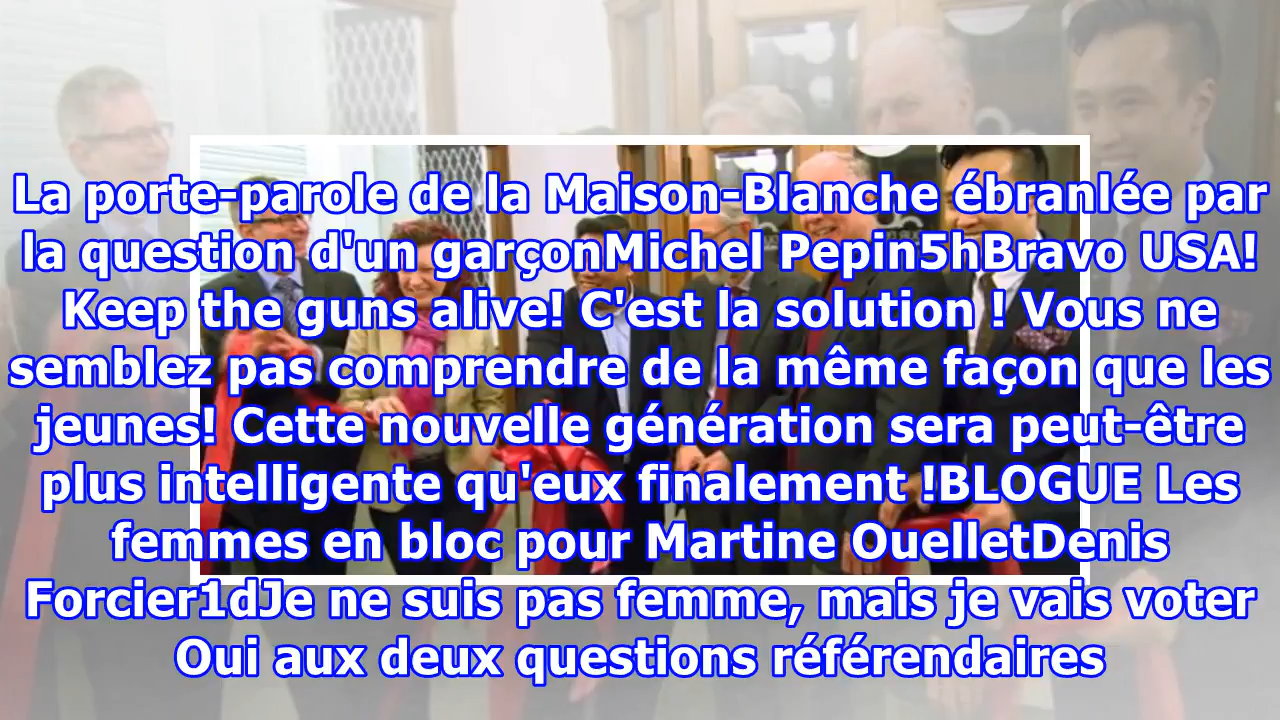 La porte-parole de la Maison-Blanche ébranlée par
la question d'un garçonMichel Pepin5hBravo USA!
Keep the guns alive! C'est la solution ! Vous ne
semblez pas comprendre de la même façon que les
jeunes! Cette nouvelle génération sera peut-être
plus intelligente qu'eux finalement !BLOGUE Les
femmes en bloc pour Martine OuelletDenis
Forcier1dJe ne suis pas femme, mais je vais voter
Oui aux deux questions référendaires